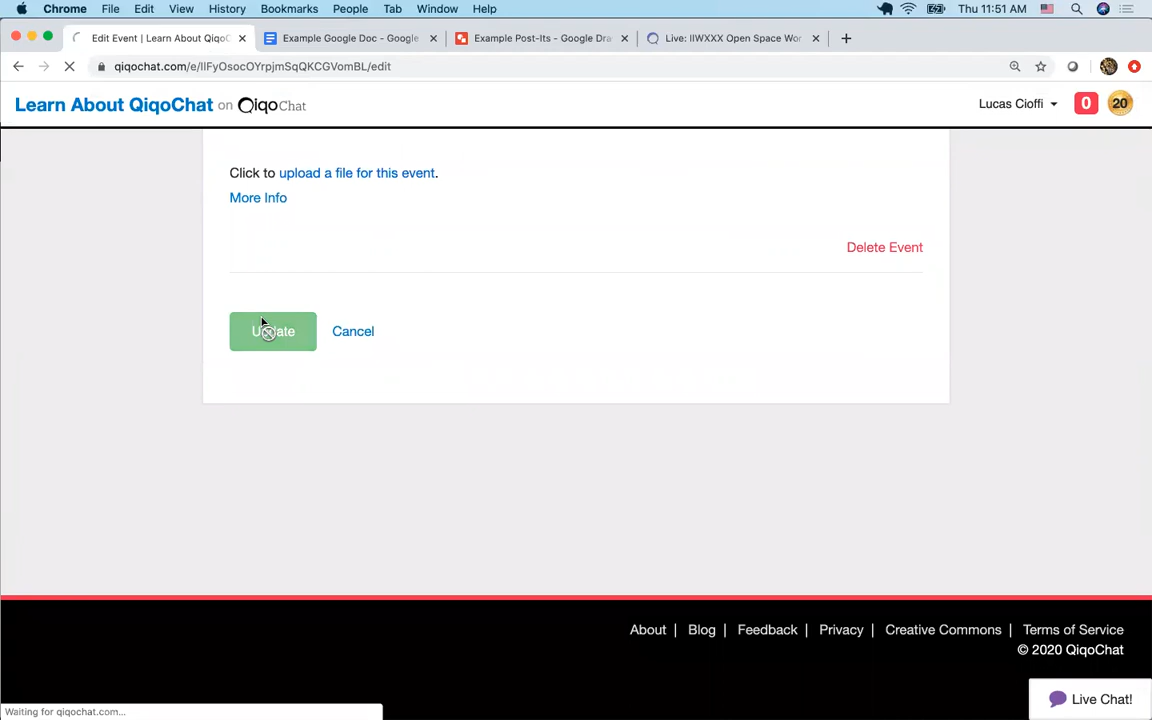 Chrome File Edit View History Bookmarks People Tab Window Help Thu 11:51 AM
Edit Event | Learn About QiqoC Example Google Doc - Google Example Post-Its - Google Dra Live: IIWXXX Open Space Wor
qiqochat.com/e/IlFyOsocOYrpjmSqQKCGVomBL/edit
Learn About QiqoChat on Qiqo Chat Lucas Cioffi 0 20
Click to upload a file for this event.
More Info
Delete Event
Update Cancel
About | Blog | Feedback | Privacy | Creative Commons | Terms of Service
© 2020 QiqoChat
Live Chat!
Waiting for qiqochat.com...